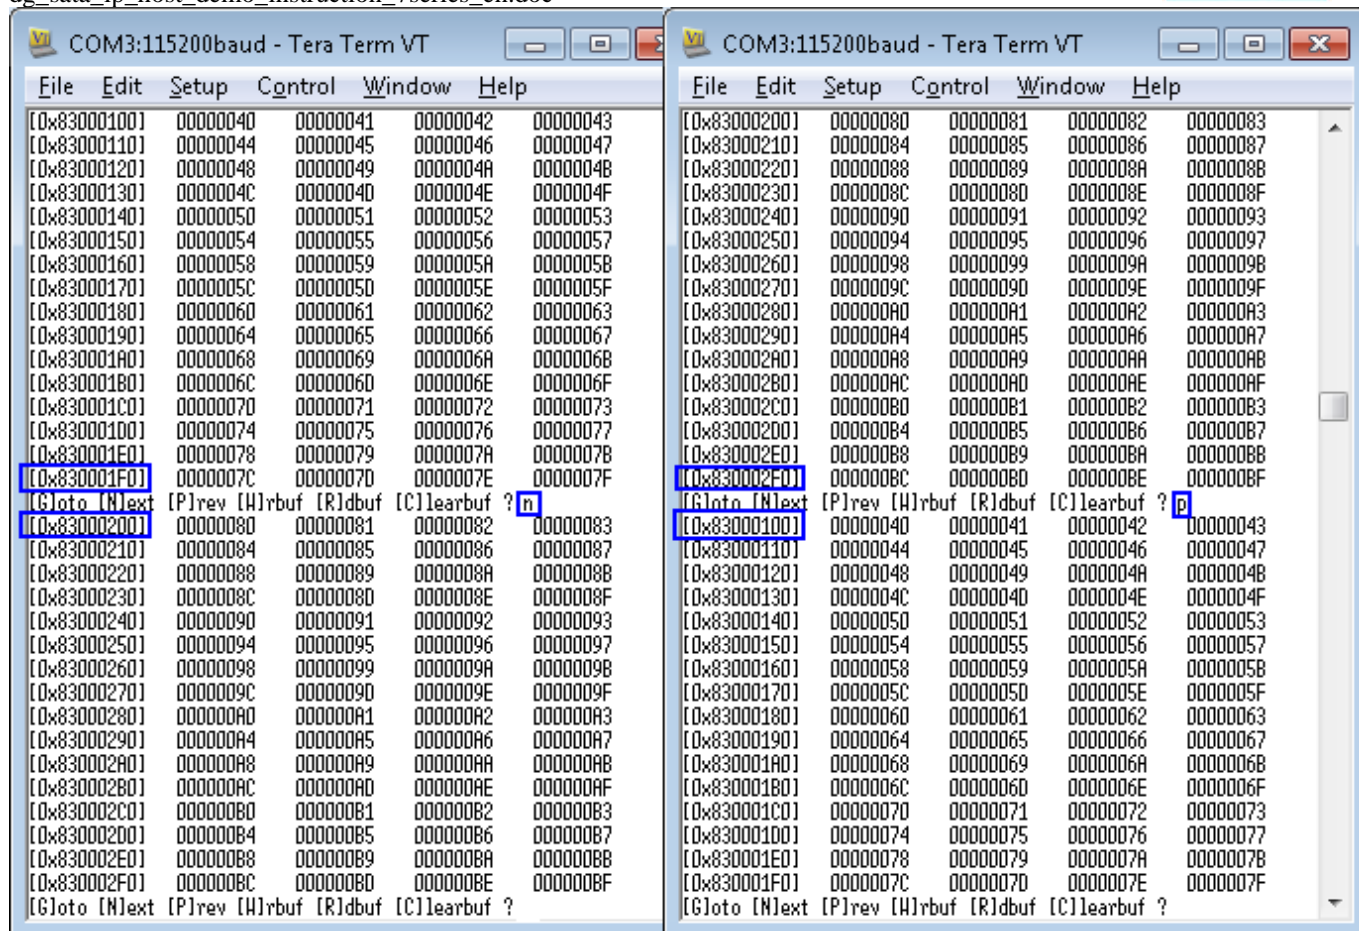 dg_sata_ip_host_demo_instruction_7series_en.doc
COM3:115200baud - Tera Term VT
File Edit Setup Control Window Help
[0x83000100] 00000040 00000041 00000042 00000043
[0x83000110] 00000044 00000045 00000046 00000047
[0x83000120] 00000048 00000049 0000004A 0000004B
[0x83000130] 0000004C 0000004D 0000004E 0000004F
[0x83000140] 00000050 00000051 00000052 00000053
[0x83000150] 00000054 00000055 00000056 00000057
[0x83000160] 00000058 00000059 0000005A 0000005B
[0x83000170] 0000005C 0000005D 0000005E 0000005F
[0x83000180] 00000060 00000061 00000062 00000063
[0x83000190] 00000064 00000065 00000066 00000067
[0x830001A0] 00000068 00000069 0000006A 0000006B
[0x830001B0] 0000006C 0000006D 0000006E 0000006F
[0x830001C0] 00000070 00000071 00000072 00000073
[0x830001D0] 00000074 00000075 00000076 00000077
[0x830001E0] 00000078 00000079 0000007A 0000007B
[0x830001F0] 0000007C 0000007D 0000007E 0000007F
[G]oto [N]ext [P]rev [W]rbuf [R]dbuf [C]learbuf ? n
[0x83000200] 00000080 00000081 00000082 00000083
[0x83000210] 00000084 00000085 00000086 00000087
[0x83000220] 00000088 00000089 0000008A 0000008B
[0x83000230] 0000008C 0000008D 0000008E 0000008F
[0x83000240] 00000090 00000091 00000092 00000093
[0x83000250] 00000094 00000095 00000096 00000097
[0x83000260] 00000098 00000099 0000009A 0000009B
[0x83000270] 0000009C 0000009D 0000009E 0000009F
[0x83000280] 000000A0 000000A1 000000A2 000000A3
[0x83000290] 000000A4 000000A5 000000A6 000000A7
[0x830002A0] 000000A8 000000A9 000000AA 000000AB
[0x830002B0] 000000AC 000000AD 000000AE 000000AF
[0x830002C0] 000000B0 000000B1 000000B2 000000B3
[0x830002D0] 000000B4 000000B5 000000B6 000000B7
[0x830002E0] 000000B8 000000B9 000000BA 000000BB
[0x830002F0] 000000BC 000000BD 000000BE 000000BF
[G]oto [N]ext [P]rev [W]rbuf [R]dbuf [C]learbuf ?
COM3:115200baud - Tera Term VT
File Edit Setup Control Window Help
[0x83000200] 00000080 00000081 00000082 00000083
[0x83000210] 00000084 00000085 00000086 00000087
[0x83000220] 00000088 00000089 0000008A 0000008B
[0x83000230] 0000008C 0000008D 0000008E 0000008F
[0x83000240] 00000090 00000091 00000092 00000093
[0x83000250] 00000094 00000095 00000096 00000097
[0x83000260] 00000098 00000099 0000009A 0000009B
[0x83000270] 0000009C 0000009D 0000009E 0000009F
[0x83000280] 000000A0 000000A1 000000A2 000000A3
[0x83000290] 000000A4 000000A5 000000A6 000000A7
[0x830002A0] 000000A8 000000A9 000000AA 000000AB
[0x830002B0] 000000AC 000000AD 000000AE 000000AF
[0x830002C0] 000000B0 000000B1 000000B2 000000B3
[0x830002D0] 000000B4 000000B5 000000B6 000000B7
[0x830002E0] 000000B8 000000B9 000000BA 000000BB
[0x830002F0] 000000BC 000000BD 000000BE 000000BF
[G]oto [N]ext [P]rev [W]rbuf [R]dbuf [C]learbuf ? p
[0x83000100] 00000040 00000041 00000042 00000043
[0x83000110] 00000044 00000045 00000046 00000047
[0x83000120] 00000048 00000049 0000004A 0000004B
[0x83000130] 0000004C 0000004D 0000004E 0000004F
[0x83000140] 00000050 00000051 00000052 00000053
[0x83000150] 00000054 00000055 00000056 00000057
[0x83000160] 00000058 00000059 0000005A 0000005B
[0x83000170] 0000005C 0000005D 0000005E 0000005F
[0x83000180] 00000060 00000061 00000062 00000063
[0x83000190] 00000064 00000065 00000066 00000067
[0x830001A0] 00000068 00000069 0000006A 0000006B
[0x830001B0] 0000006C 0000006D 0000006E 0000006F
[0x830001C0] 00000070 00000071 00000072 00000073
[0x830001D0] 00000074 00000075 00000076 00000077
[0x830001E0] 00000078 00000079 0000007A 0000007B
[0x830001F0] 0000007C 0000007D 0000007E 0000007F
[G]oto [N]ext [P]rev [W]rbuf [R]dbuf [C]learbuf ?